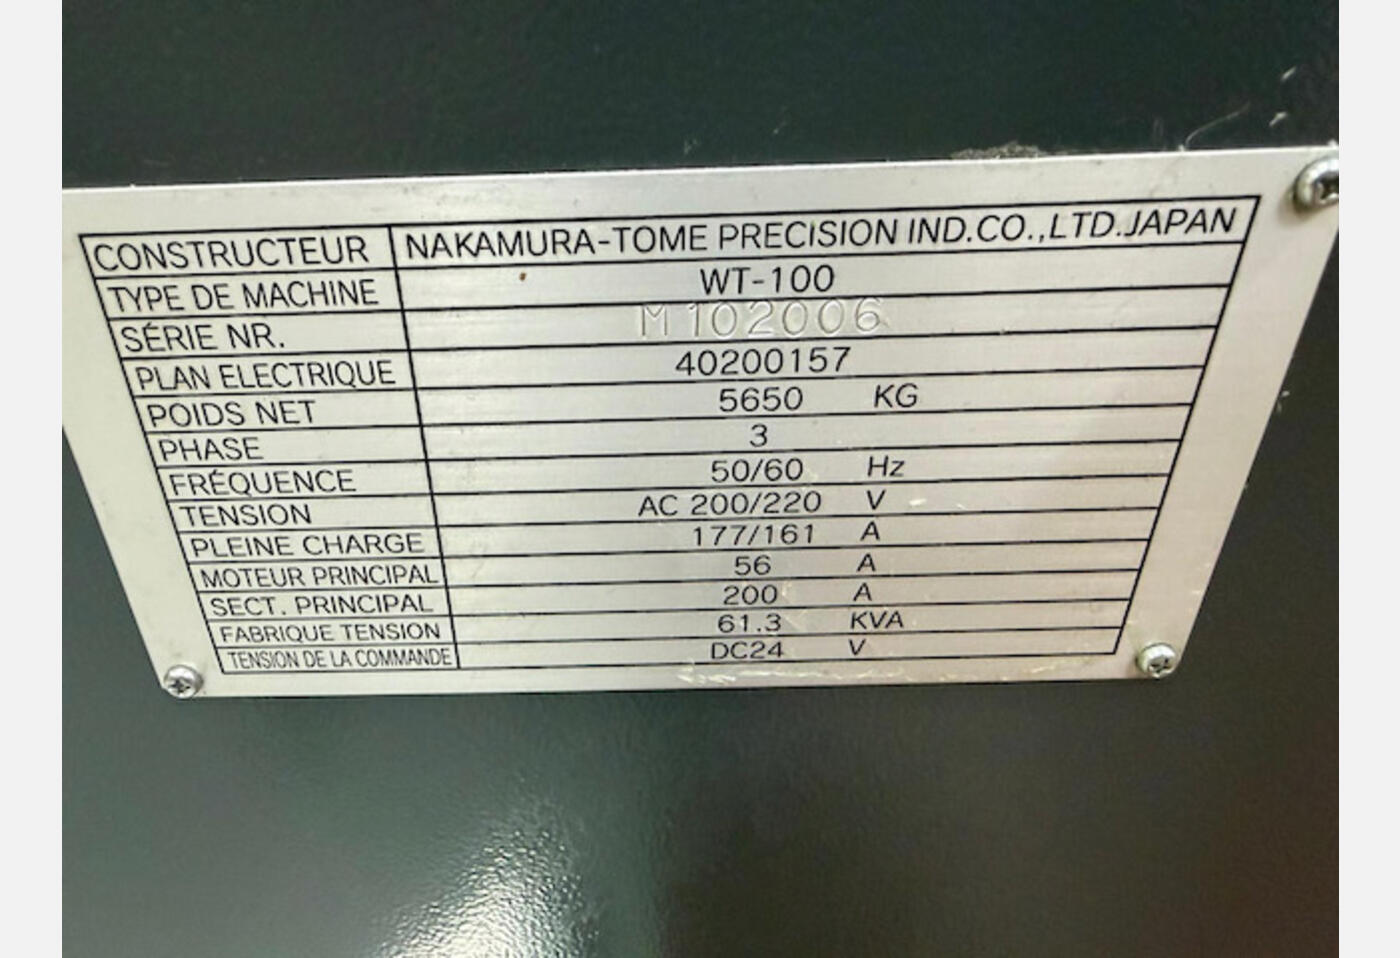 CONSTRUCTEUR NAKAMURA-TOME PRECISION IND.CO.,LTD.JAPAN
TYPE DE MACHINE WT-100
SÉRIE NR. M102006
PLAN ELECTRIQUE 40200157
POIDS NET 5650 KG
PHASE 3
FRÉQUENCE 50/60 Hz
TENSION AC 200/220 V
PLEINE CHARGE 177/161 A
MOTEUR PRINCIPAL 56 A
SECT. PRINCIPAL 200 A
FABRIQUE TENSION 61.3 KVA
TENSION DE LA COMMANDE DC24 V